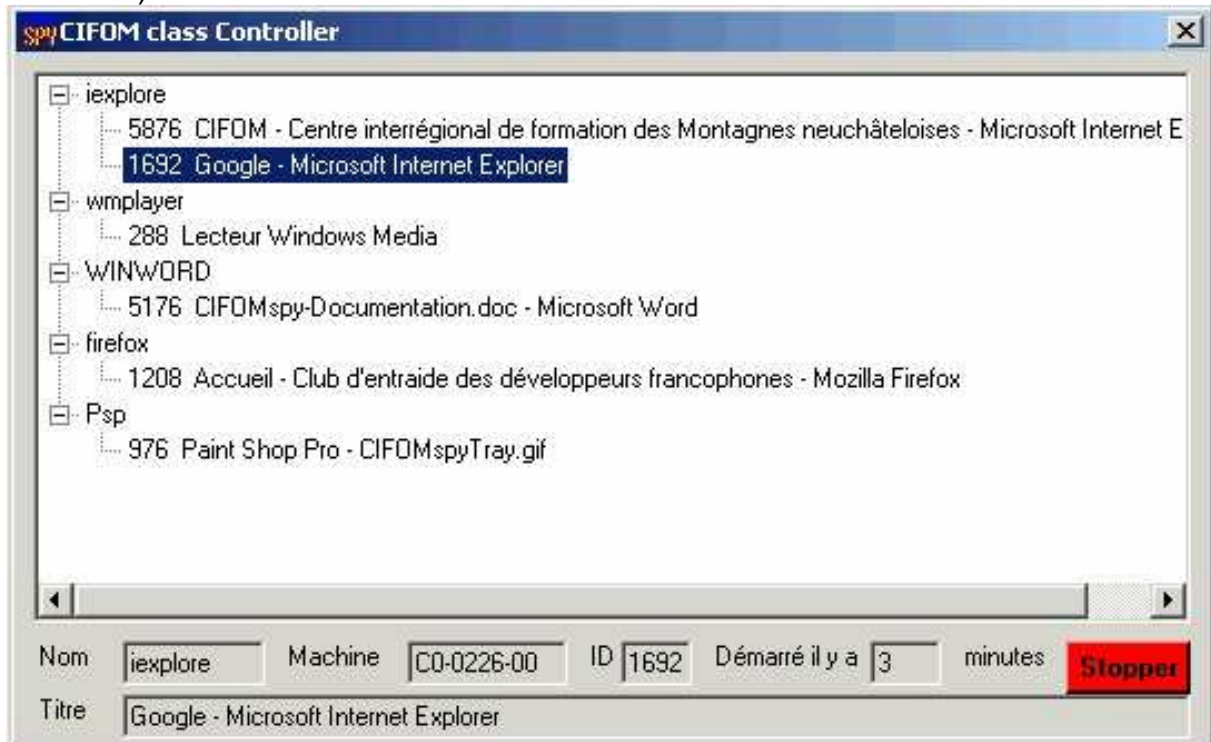 spy CIFOM class Controller
iexplore
5876 CIFOM - Centre interrégional de formation des Montagnes neuchâteloises - Microsoft Internet E
1692 Google - Microsoft Internet Explorer
wmplayer
288 Lecteur Windows Media
WINWORD
5176 CIFOMspy-Documentation.doc - Microsoft Word
firefox
1208 Accueil - Club d'entraide des développeurs francophones - Mozilla Firefox
Psp
976 Paint Shop Pro - CIFOMspyTray.gif
Nom iexplore Machine C0-0226-00 ID 1692 Démarré il y a 3 minutes Stopper
Titre Google - Microsoft Internet Explorer